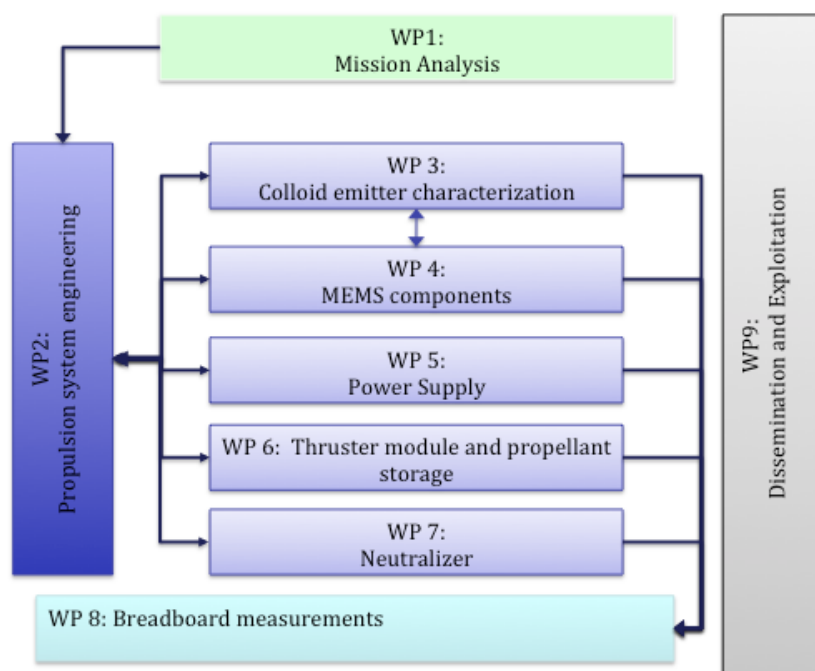 WP1:
Mission Analysis
WP2:
Propulsion system engineering
WP 3:
Colloid emitter characterization
WP 4:
MEMS components
WP 5:
Power Supply
WP 6:  Thruster module and propellant
storage
WP 7:
Neutralizer
WP 8: Breadboard measurements
WP9:
Dissemination and Exploitation